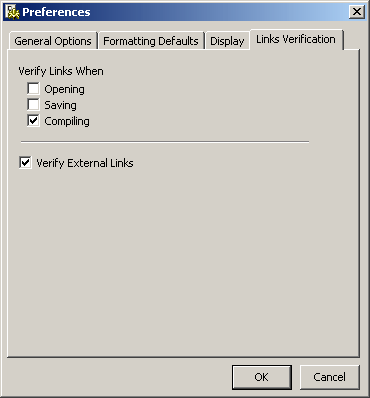 Preferences
General Options Formatting Defaults Display Links Verification
Verify Links When
Opening
Saving
Compiling
Verify External Links
OK Cancel